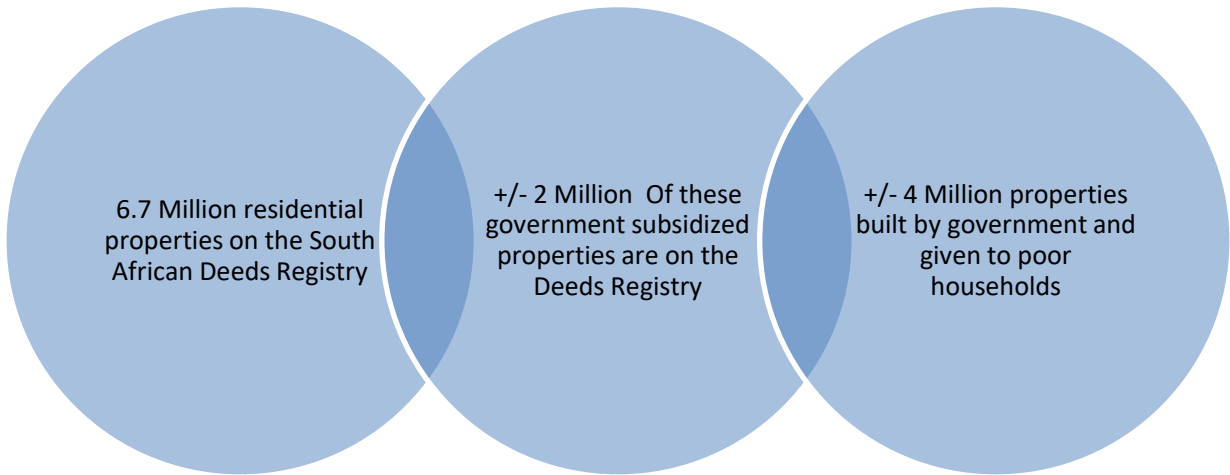 6.7 Million residential
properties on the South
African Deeds Registry
+/- 2 Million  Of these
government subsidized
properties are on the
Deeds Registry
+/- 4 Million properties
built by government and
given to poor
households